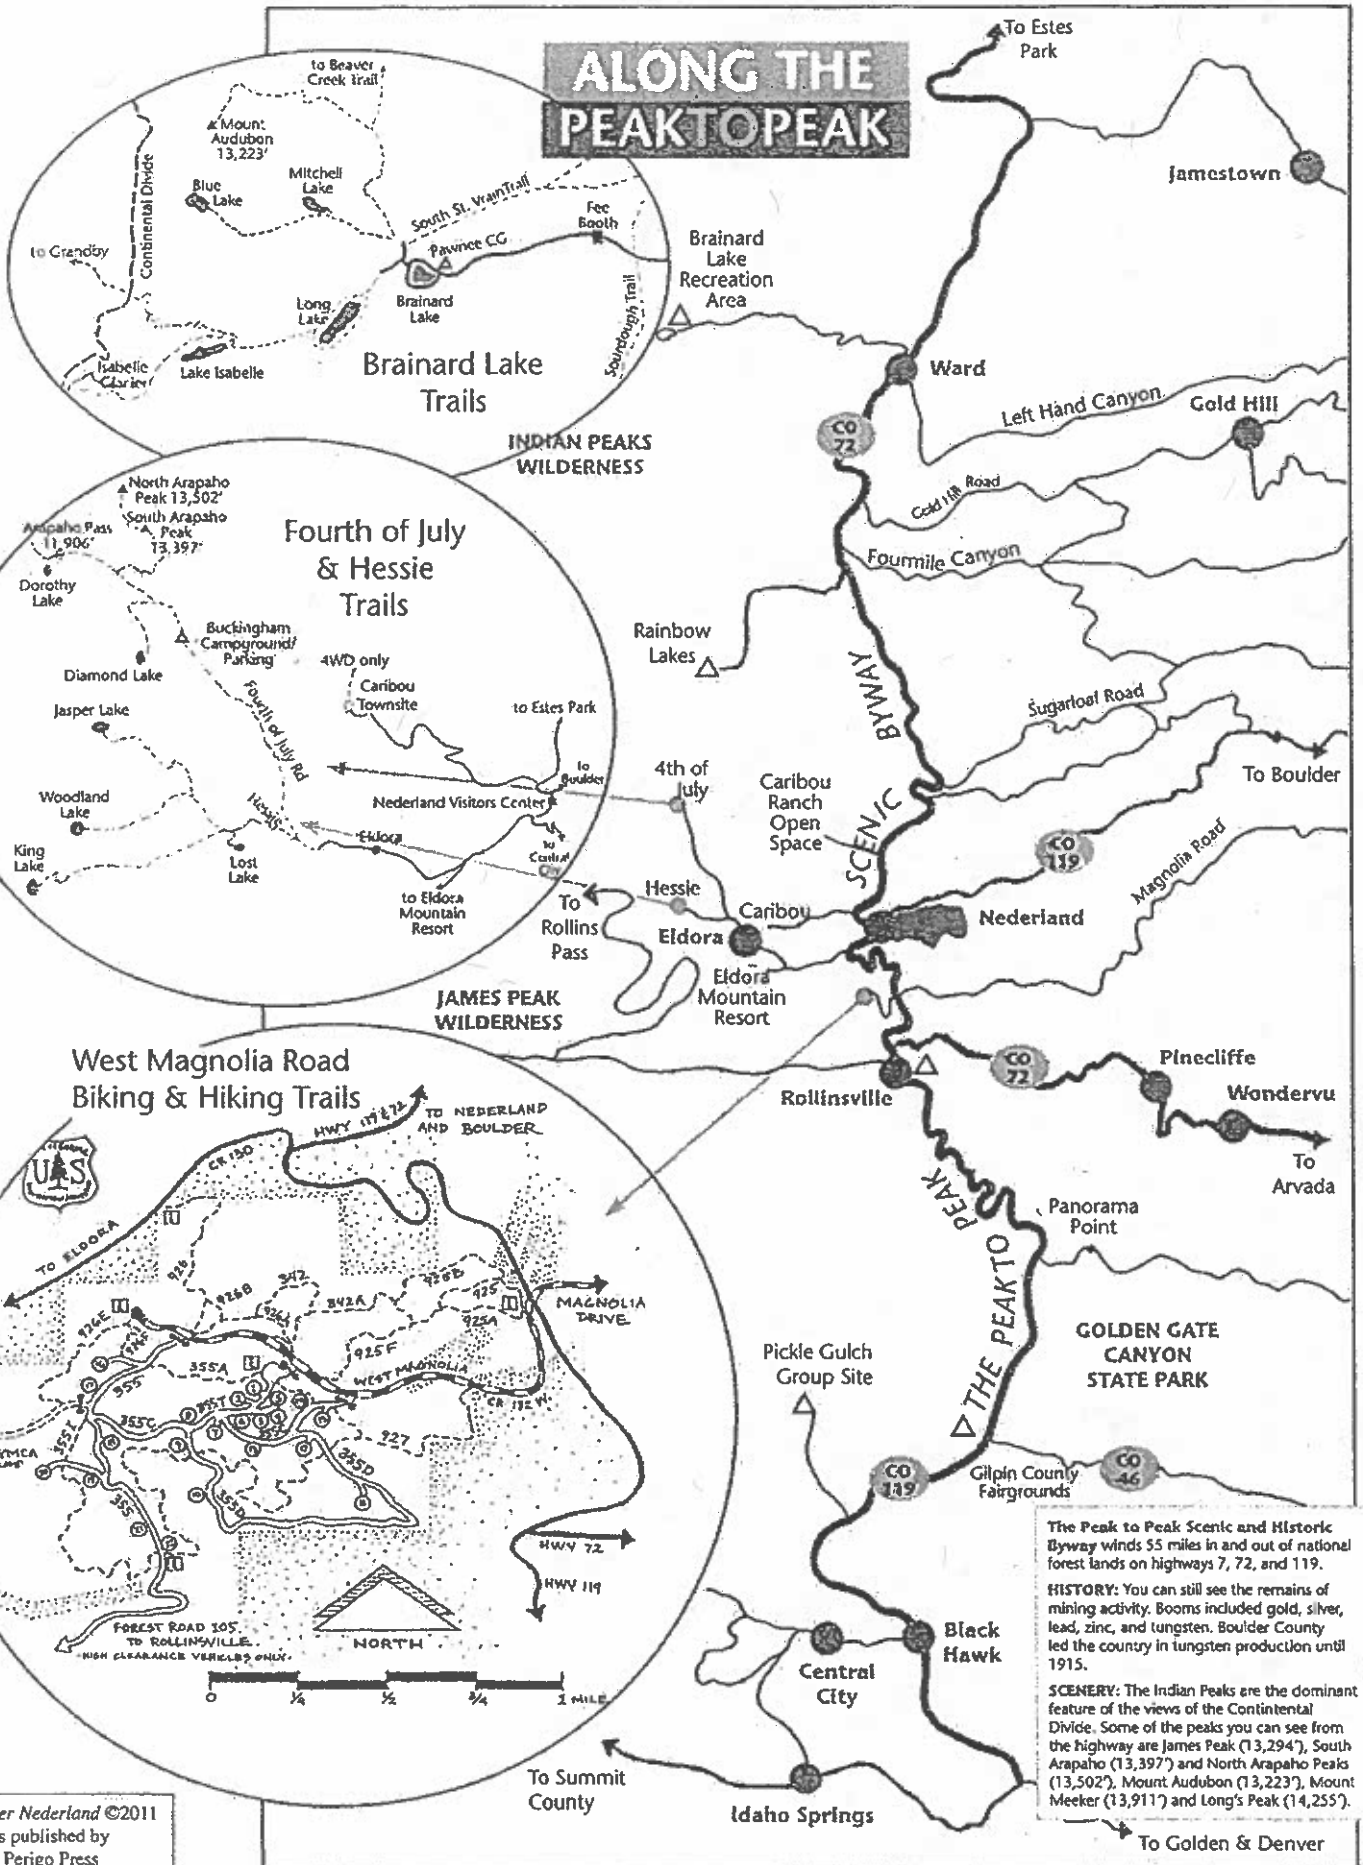 ALONG THE
PEAK TO PEAK
To Estes
Park
Jamestown
Brainard
Lake
Recreation
Area
Ward
Left Hand Canyon
Gold Hill
CO
72
Gold Hill Road
Fourmile Canyon
Rainbow
Lakes
SCENIC BYWAY
Sugarloaf Road
To Boulder
4th of
July
Caribou
Ranch
Open
Space
CO
119
Magnolia Road
Hessie
Caribou
Nederland
Eldora
To
Rollins
Pass
Eldora
Mountain
Resort
Rollinsville
CO
72
Pinecliffe
Wondervu
To
Arvada
THE PEAK TO PEAK
Panorama
Point
GOLDEN GATE
CANYON
STATE PARK
Pickle Gulch
Group Site
CO
119
Gilpin County
Fairgrounds
CO
46
Black
Hawk
Central
City
To Summit
County
Idaho Springs
To Golden & Denver
to Beaver
Creek Trail
Mount
Audubon
13,223'
Continental Divide
Blue
Lake
Mitchell
Lake
South St. Vrain Trail
Fee
Booth
Pawnee CG
to Grandby
Long
Lake
Brainard
Lake
Sourdough Trail
Isabelle
Glacier
Lake Isabelle
Brainard Lake
Trails
INDIAN PEAKS
WILDERNESS
North Arapaho
Peak 13,502'
South Arapaho
Peak
13,397'
Arapaho Pass
11,906'
Dorothy
Lake
Fourth of July
& Hessie
Trails
Buckingham
Campground/
Parking
Diamond Lake
4WD only
Caribou
Townsite
to Estes Park
Jasper Lake
Fourth of July Rd
to
Boulder
Nederland Visitors Center
Woodland
Lake
Hessie
Eldora
to
Central
City
King
Lake
Lost
Lake
to Eldora
Mountain
Resort
JAMES PEAK
WILDERNESS
West Magnolia Road
Biking & Hiking Trails
US
HWY 119 & 72
TO NEDERLAND
AND BOULDER
CR 130
TO ELDORA
926
926B
342
926A
342A
926B
925
925A
MAGNOLIA
DRIVE
926E
926F
925F
355A
WEST MAGNOLIA
CR 132 W.
355
355T
355C
355I
927
355D
YMCA
355
355D
HWY 72
HWY 119
FOREST ROAD 305
TO ROLLINSVILLE
HIGH CLEARANCE VEHICLES ONLY
NORTH
0 1/4 1/2 3/4 1 MILE
The Peak to Peak Scenic and Historic
Byway winds 55 miles in and out of national
forest lands on highways 7, 72, and 119.
HISTORY: You can still see the remains of
mining activity. Booms included gold, silver,
lead, zinc, and tungsten. Boulder County
led the country in tungsten production until
1915.
SCENERY: The Indian Peaks are the dominant
feature of the views of the Contintental
Divide. Some of the peaks you can see from
the highway are James Peak (13,294'), South
Arapaho (13,397') and North Arapaho Peaks
(13,502'), Mount Audubon (13,223'), Mount
Meeker (13,911') and Long's Peak (14,255').
er Nederland ©2011
s published by
Perigo Press